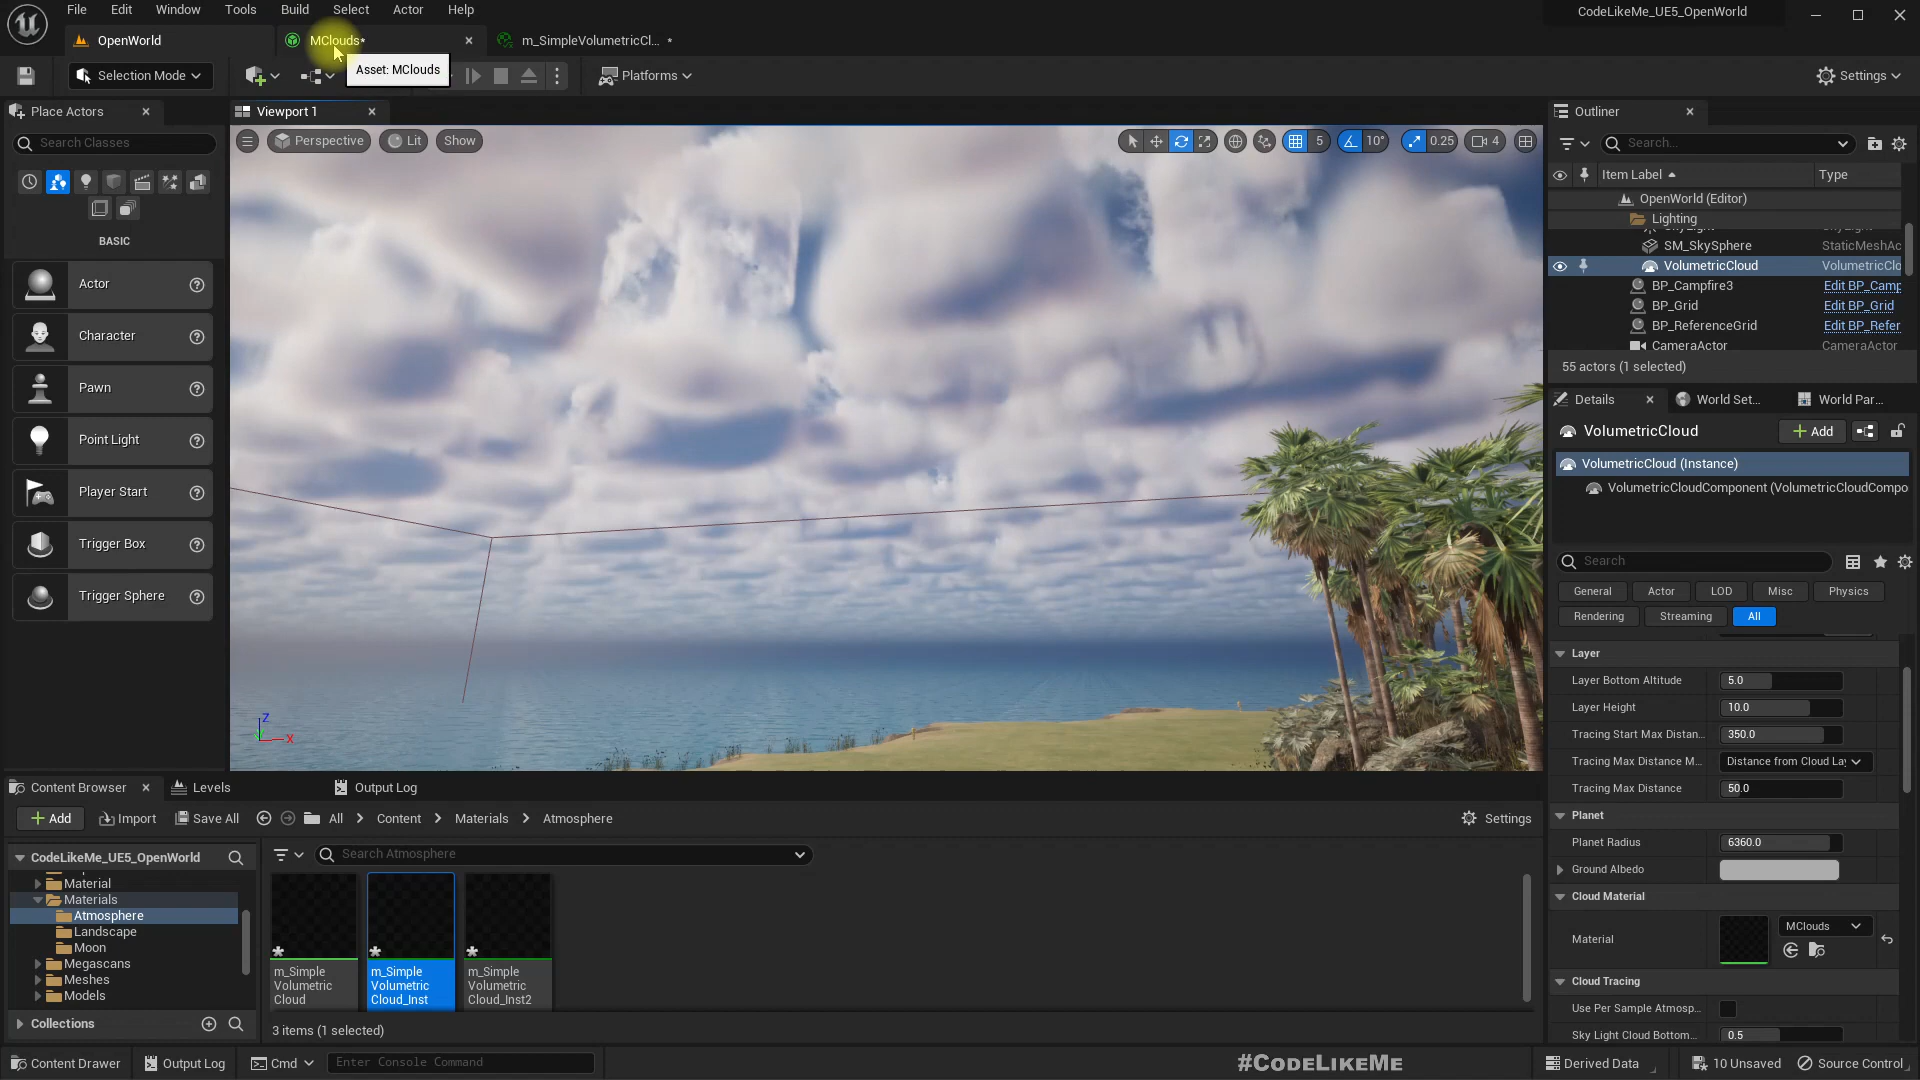 File Edit Window Tools Build Select Actor Help
CodeLikeMe_UE5_OpenWorld
OpenWorld MClouds* m_SimpleVolumetricCl... *
Asset: MClouds
Selection Mode Platforms Settings
Place Actors Viewport 1 Outliner
Search Classes
Perspective Lit Show 5 10° 0.25 4
Search...
Item Label Type
OpenWorld (Editor)
Lighting
SM_SkySphere StaticMeshAc
VolumetricCloud VolumetricClo
BP_Campfire3 Edit BP_Camp
BP_Grid Edit BP_Grid
BP_ReferenceGrid Edit BP_Refer
CameraActor CameraActor
55 actors (1 selected)
BASIC
Actor
Character
Pawn
Point Light
Player Start
Trigger Box
Trigger Sphere
Z
X
Details World Set... World Par...
VolumetricCloud Add
VolumetricCloud (Instance)
VolumetricCloudComponent (VolumetricCloudCompo
Search
General Actor LOD Misc Physics
Rendering Streaming All
Layer
Layer Bottom Altitude 5.0
Layer Height 10.0
Tracing Start Max Distan... 350.0
Tracing Max Distance M... Distance from Cloud La
Tracing Max Distance 50.0
Planet
Planet Radius 6360.0
Ground Albedo
Cloud Material
Material MClouds
Cloud Tracing
Use Per Sample Atmosp...
Sky Light Cloud Bottom... 0.5
Content Browser Levels Output Log
Add Import Save All All Content Materials Atmosphere Settings
CodeLikeMe_UE5_OpenWorld
Search Atmosphere
Material
Materials
Atmosphere
Landscape
Moon
Megascans
Meshes
Models
Collections
m_Simple
Volumetric
Cloud
m_Simple
Volumetric
Cloud_Inst
m_Simple
Volumetric
Cloud_Inst2
3 items (1 selected)
Content Drawer Output Log Cmd Enter Console Command #CodeLikeMe Derived Data 10 Unsaved Source Control